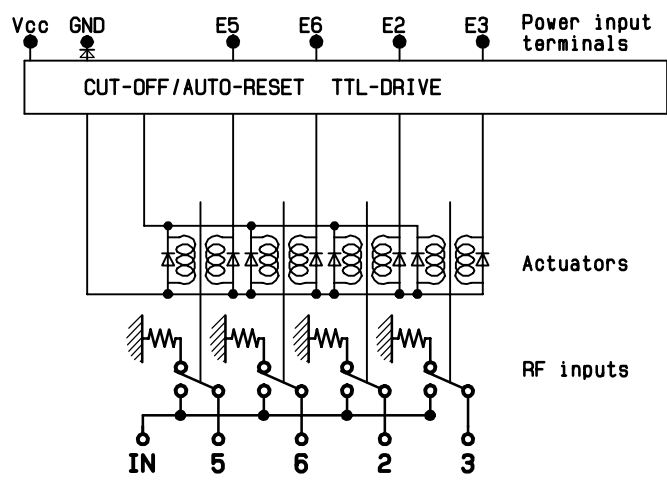 Vcc GND E5 E6 E2 E3 Power input
terminals
CUT-OFF/AUTO-RESET TTL-DRIVE
Actuators
RF inputs
IN 5 6 2 3